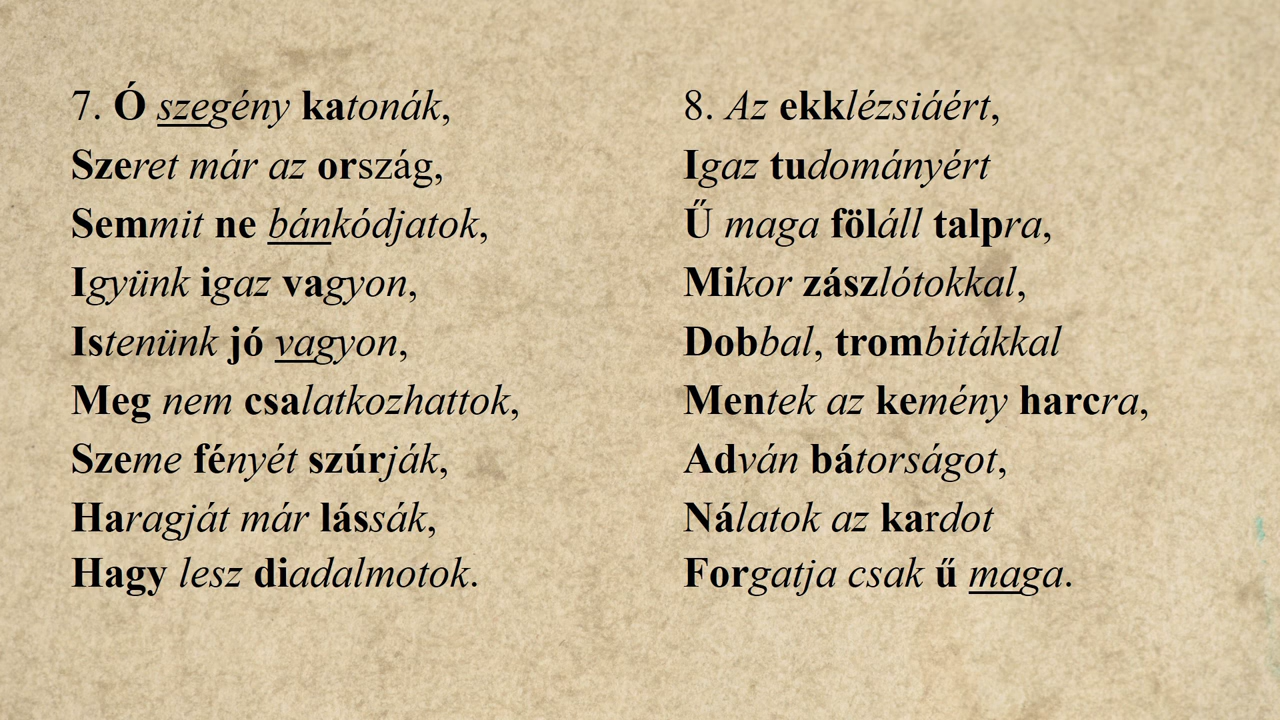 7. Ó szegény katonák,
Szeret már az ország,
Semmit ne bánkódjatok,
Igyünk igaz vagyon,
Istenünk jó vagyon,
Meg nem csalatkozhattok,
Szeme fényét szúrják,
Haragját már lássák,
Hagy lesz diadalmotok.
8. Az ekklézsiáért,
Igaz tudományért
Ű maga föláll talpra,
Mikor zászlótokkal,
Dobbal, trombitákkal
Mentek az kemény harcra,
Adván bátorságot,
Nálatok az kardot
Forgatja csak ű maga.